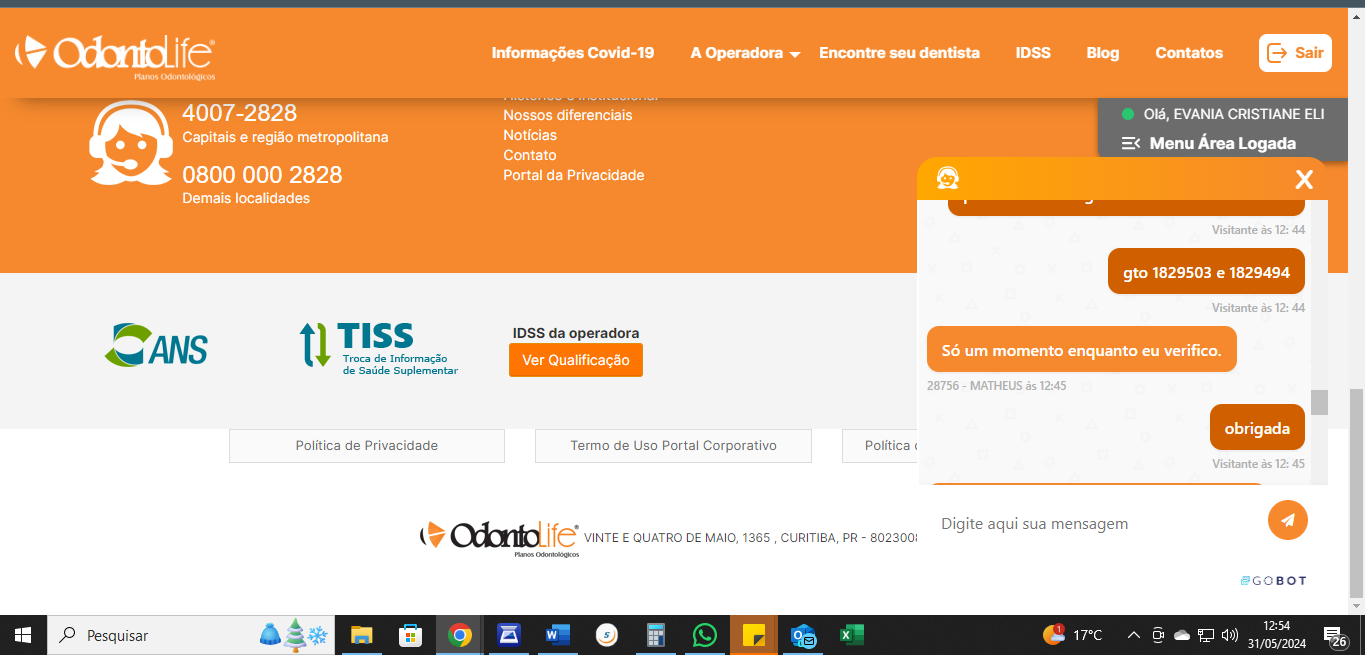 OdontoLife®
Planos Odontológicos
Informações Covid-19
A Operadora
Encontre seu dentista
IDSS
Blog
Contatos
Sair
4007-2828
Capitais e região metropolitana
0800 000 2828
Demais localidades
Nossos diferenciais
Notícias
Contato
Portal da Privacidade
Olá, EVANIA CRISTIANE ELI
Menu Área Logada
X
Visitante às 12: 44
gto 1829503 e 1829494
Visitante às 12: 44
Só um momento enquanto eu verifico.
28756 - MATHEUS ás 12:45
obrigada
Visitante às 12: 45
Digite aqui sua mensagem
GOBOT
ANS
TISS
Troca de Informação
de Saúde Suplementar
IDSS da operadora
Ver Qualificação
Política de Privacidade
Termo de Uso Portal Corporativo
Política
OdontoLife®
Planos Odontológicos
VINTE E QUATRO DE MAIO, 1365 , CURITIBA, PR - 8023008
Pesquisar
1
17°C
12:54
31/05/2024
26